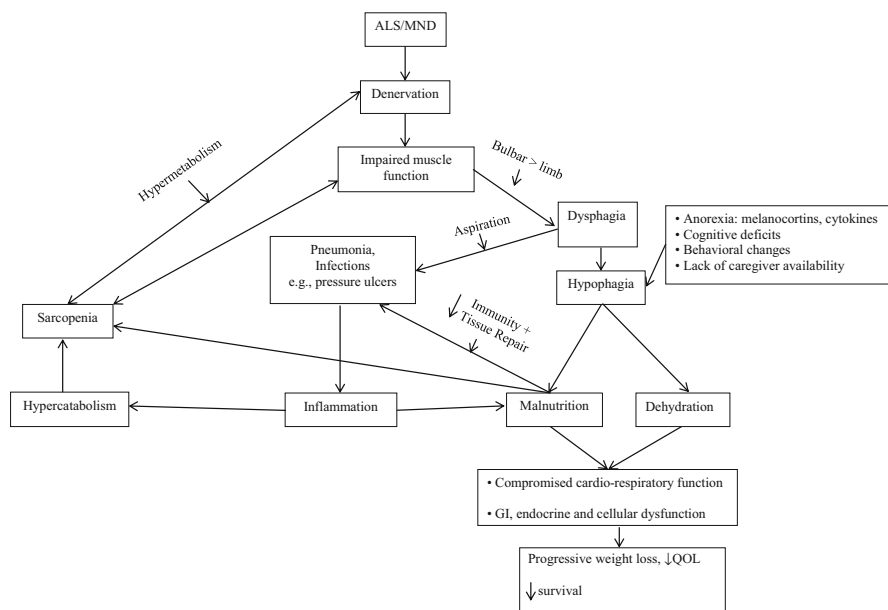 ALS/MND
Denervation
Hypermetabolism
Impaired muscle
function
Bulbar > limb
Dysphagia
Aspiration
• Anorexia: melanocortins, cytokines
• Cognitive deficits
• Behavioral changes
• Lack of caregiver availability
Pneumonia,
Infections
e.g., pressure ulcers
Hypophagia
↓ Immunity +
Tissue Repair
Sarcopenia
Hypercatabolism
Inflammation
Malnutrition
Dehydration
• Compromised cardio-respiratory function
• GI, endocrine and cellular dysfunction
Progressive weight loss, ↓QOL
↓ survival